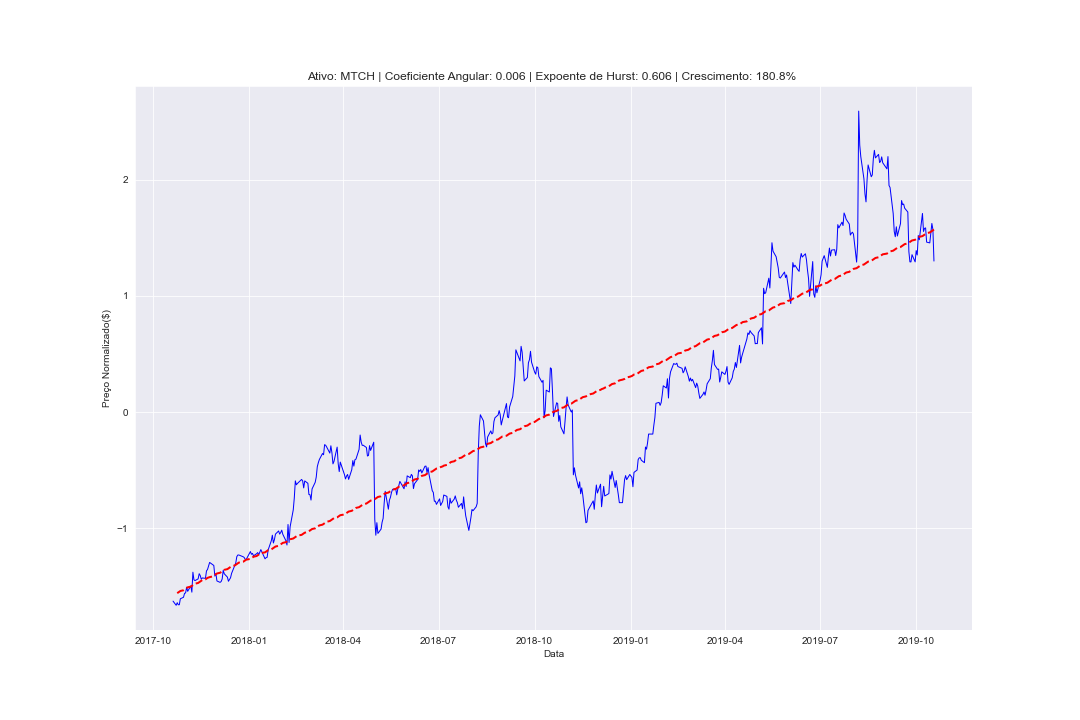 Ativo: MTCH | Coeficiente Angular: 0.006 | Expoente de Hurst: 0.606 | Crescimento: 180.8%
Preço Normalizado($)
2
1
0
−1
2017-10 2018-01 2018-04 2018-07 2018-10 2019-01 2019-04 2019-07 2019-10
Data